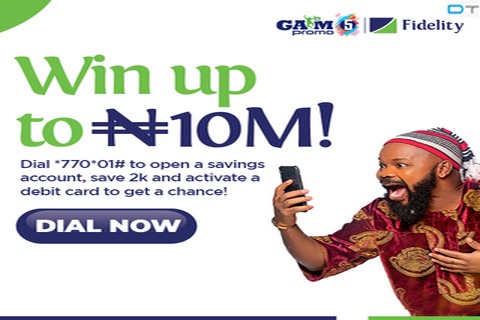 DT
GAIM 5
promo
Fidelity
Win up
to ₦10M!
Dial *770*01# to open a savings
account, save 2k and activate a
debit card to get a chance!
DIAL NOW